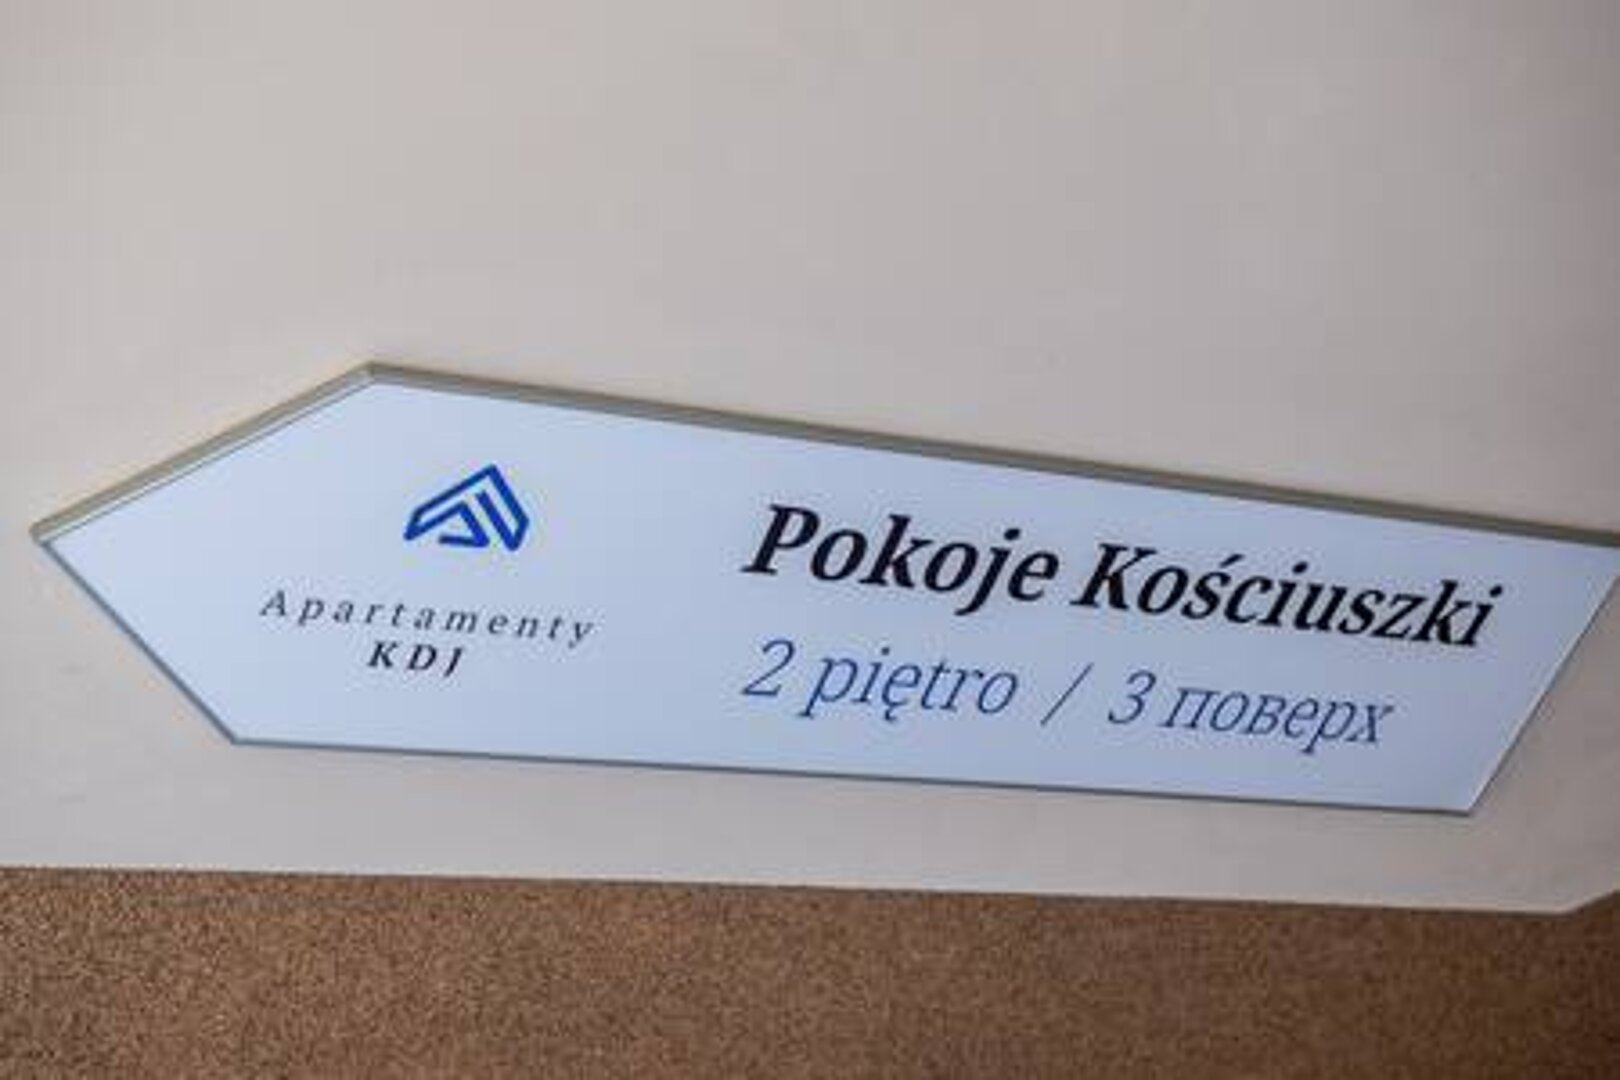 Apartamenty
KDJ
Pokoje Kościuszki
2 piętro / 3 поверх